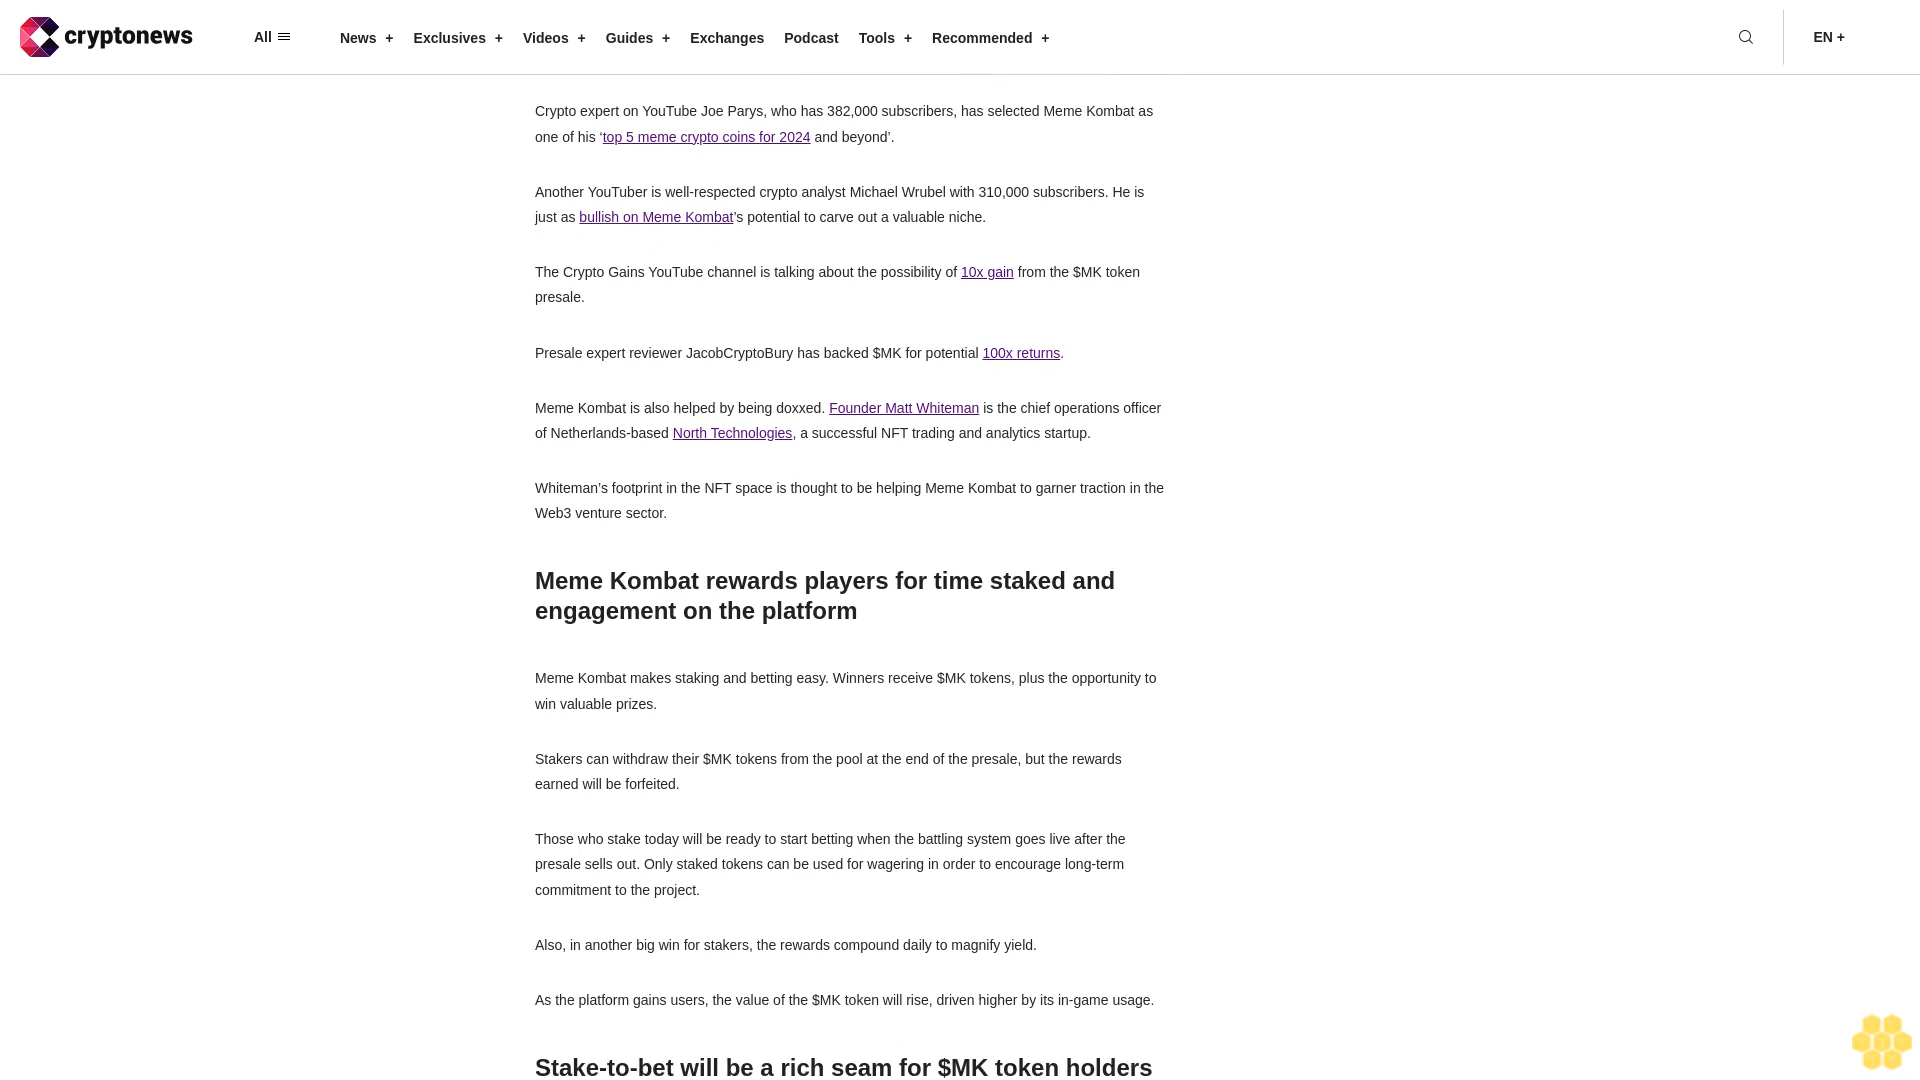 cryptonews
All
News +
Exclusives +
Videos +
Guides +
Exchanges
Podcast
Tools +
Recommended +
EN +
Crypto expert on YouTube Joe Parys, who has 382,000 subscribers, has selected Meme Kombat as
one of his ‘top 5 meme crypto coins for 2024 and beyond’.
Another YouTuber is well-respected crypto analyst Michael Wrubel with 310,000 subscribers. He is
just as bullish on Meme Kombat’s potential to carve out a valuable niche.
The Crypto Gains YouTube channel is talking about the possibility of 10x gain from the $MK token
presale.
Presale expert reviewer JacobCryptoBury has backed $MK for potential 100x returns.
Meme Kombat is also helped by being doxxed. Founder Matt Whiteman is the chief operations officer
of Netherlands-based North Technologies, a successful NFT trading and analytics startup.
Whiteman’s footprint in the NFT space is thought to be helping Meme Kombat to garner traction in the
Web3 venture sector.
Meme Kombat rewards players for time staked and
engagement on the platform
Meme Kombat makes staking and betting easy. Winners receive $MK tokens, plus the opportunity to
win valuable prizes.
Stakers can withdraw their $MK tokens from the pool at the end of the presale, but the rewards
earned will be forfeited.
Those who stake today will be ready to start betting when the battling system goes live after the
presale sells out. Only staked tokens can be used for wagering in order to encourage long-term
commitment to the project.
Also, in another big win for stakers, the rewards compound daily to magnify yield.
As the platform gains users, the value of the $MK token will rise, driven higher by its in-game usage.
Stake-to-bet will be a rich seam for $MK token holders